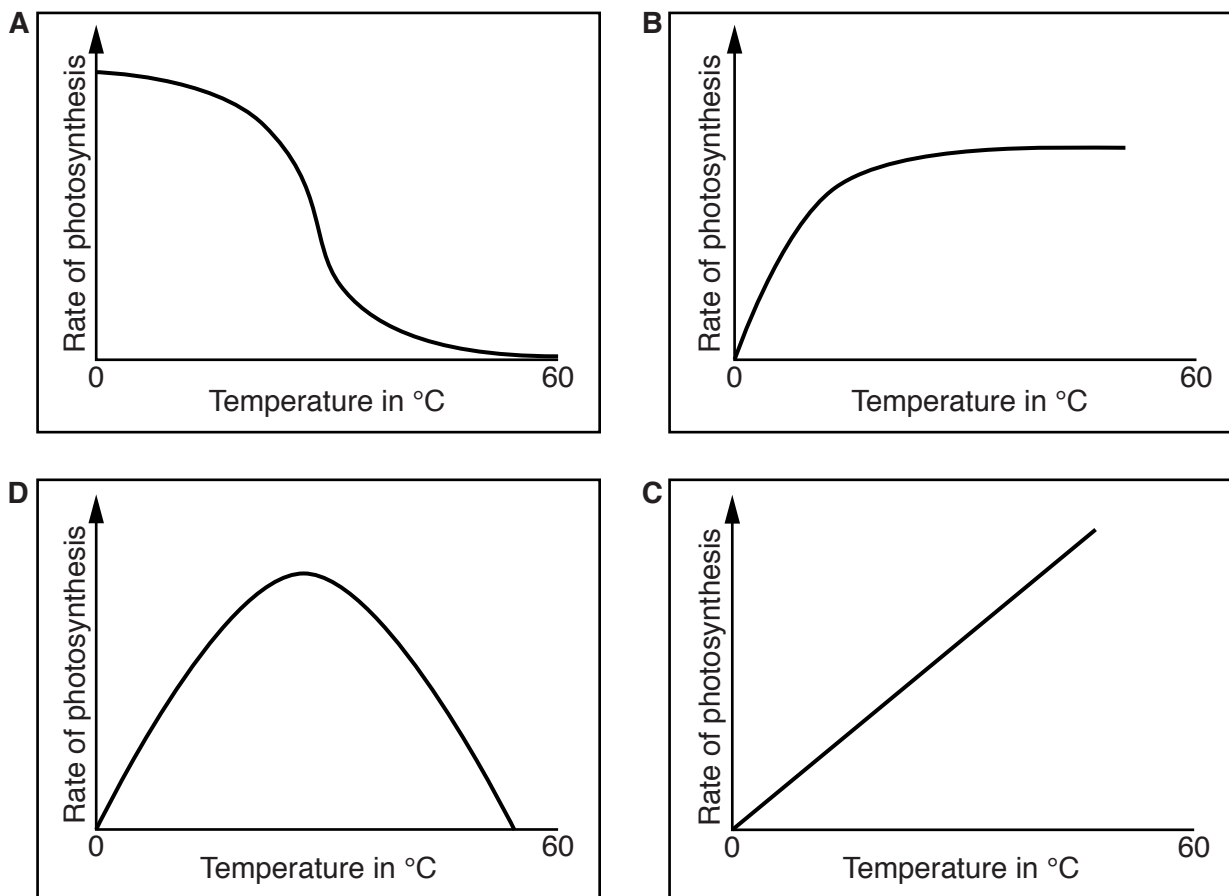 A
Rate of photosynthesis
0
60
Temperature in °C
B
Rate of photosynthesis
0
60
Temperature in °C
D
Rate of photosynthesis
0
60
Temperature in °C
C
Rate of photosynthesis
0
60
Temperature in °C